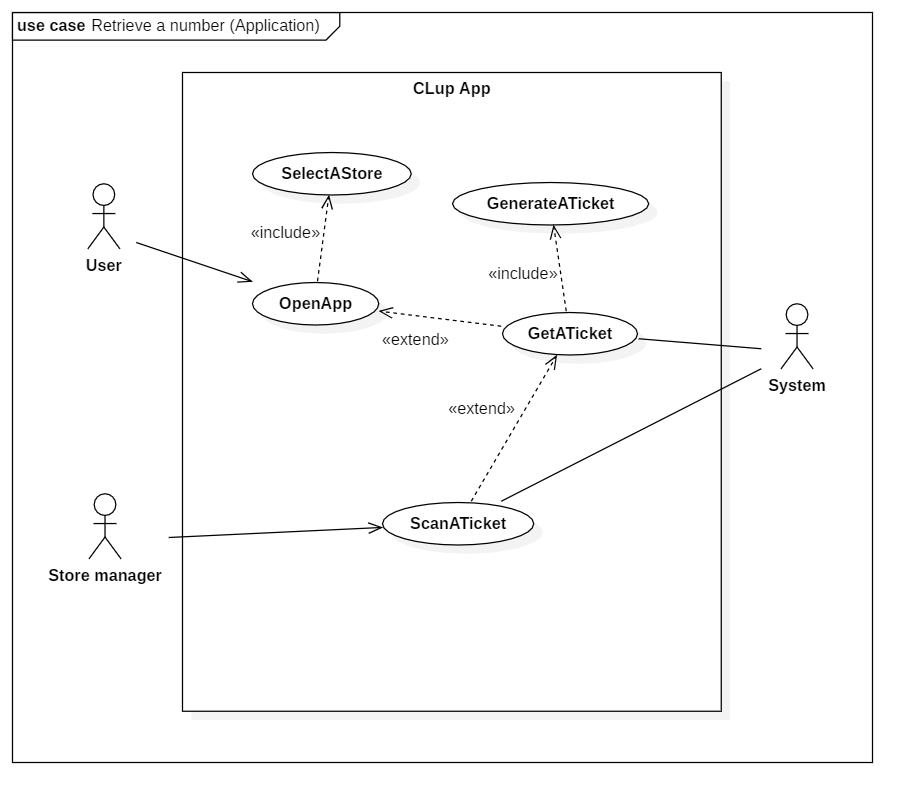 use case Retrieve a number (Application)
CLup App
SelectAStore
GenerateATicket
«include»
User
«include»
OpenApp
GetATicket
«extend»
System
«extend»
ScanATicket
Store manager